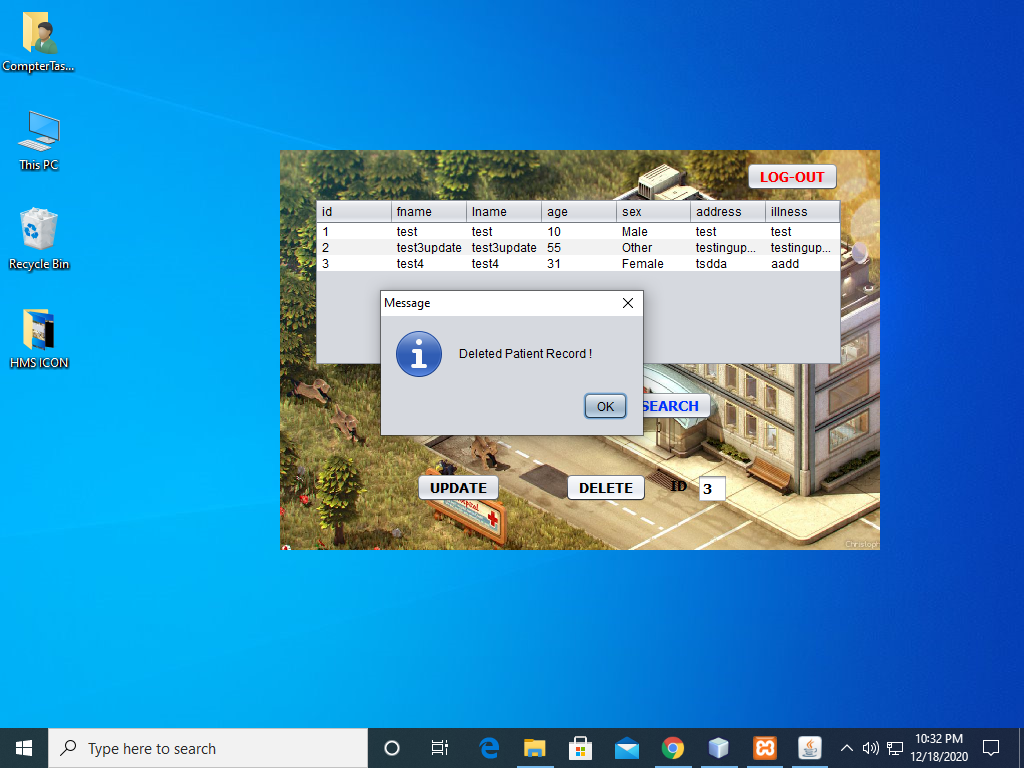 CompterTas...
This PC
Recycle Bin
HMS ICON
LOG-OUT
id fname lname age sex address illness
1 test test 10 Male test test
2 test3update test3update 55 Other testingup... testingup...
3 test4 test4 31 Female tsdda aadd
Message
Deleted Patient Record !
OK
SEARCH
UPDATE
DELETE
ID
3
Type here to search
10:32 PM
12/18/2020